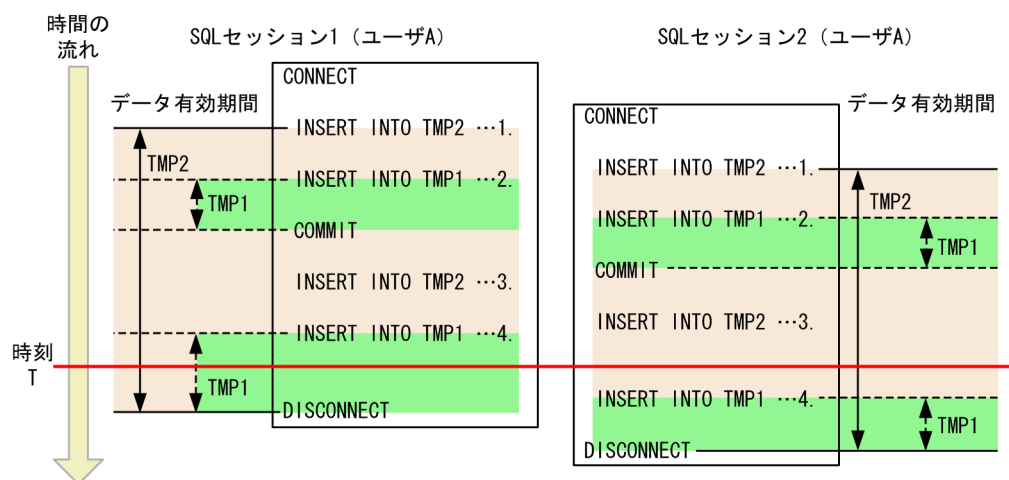 時間の
流れ
時刻
T
SQLセッション1（ユーザA）
データ有効期間
CONNECT
INSERT INTO TMP2 …1.
TMP2
INSERT INTO TMP1 …2.
TMP1
COMMIT
INSERT INTO TMP2 …3.
INSERT INTO TMP1 …4.
TMP1
DISCONNECT
SQLセッション2（ユーザA）
データ有効期間
CONNECT
INSERT INTO TMP2 …1.
TMP2
INSERT INTO TMP1 …2.
TMP1
COMMIT
INSERT INTO TMP2 …3.
INSERT INTO TMP1 …4.
TMP1
DISCONNECT